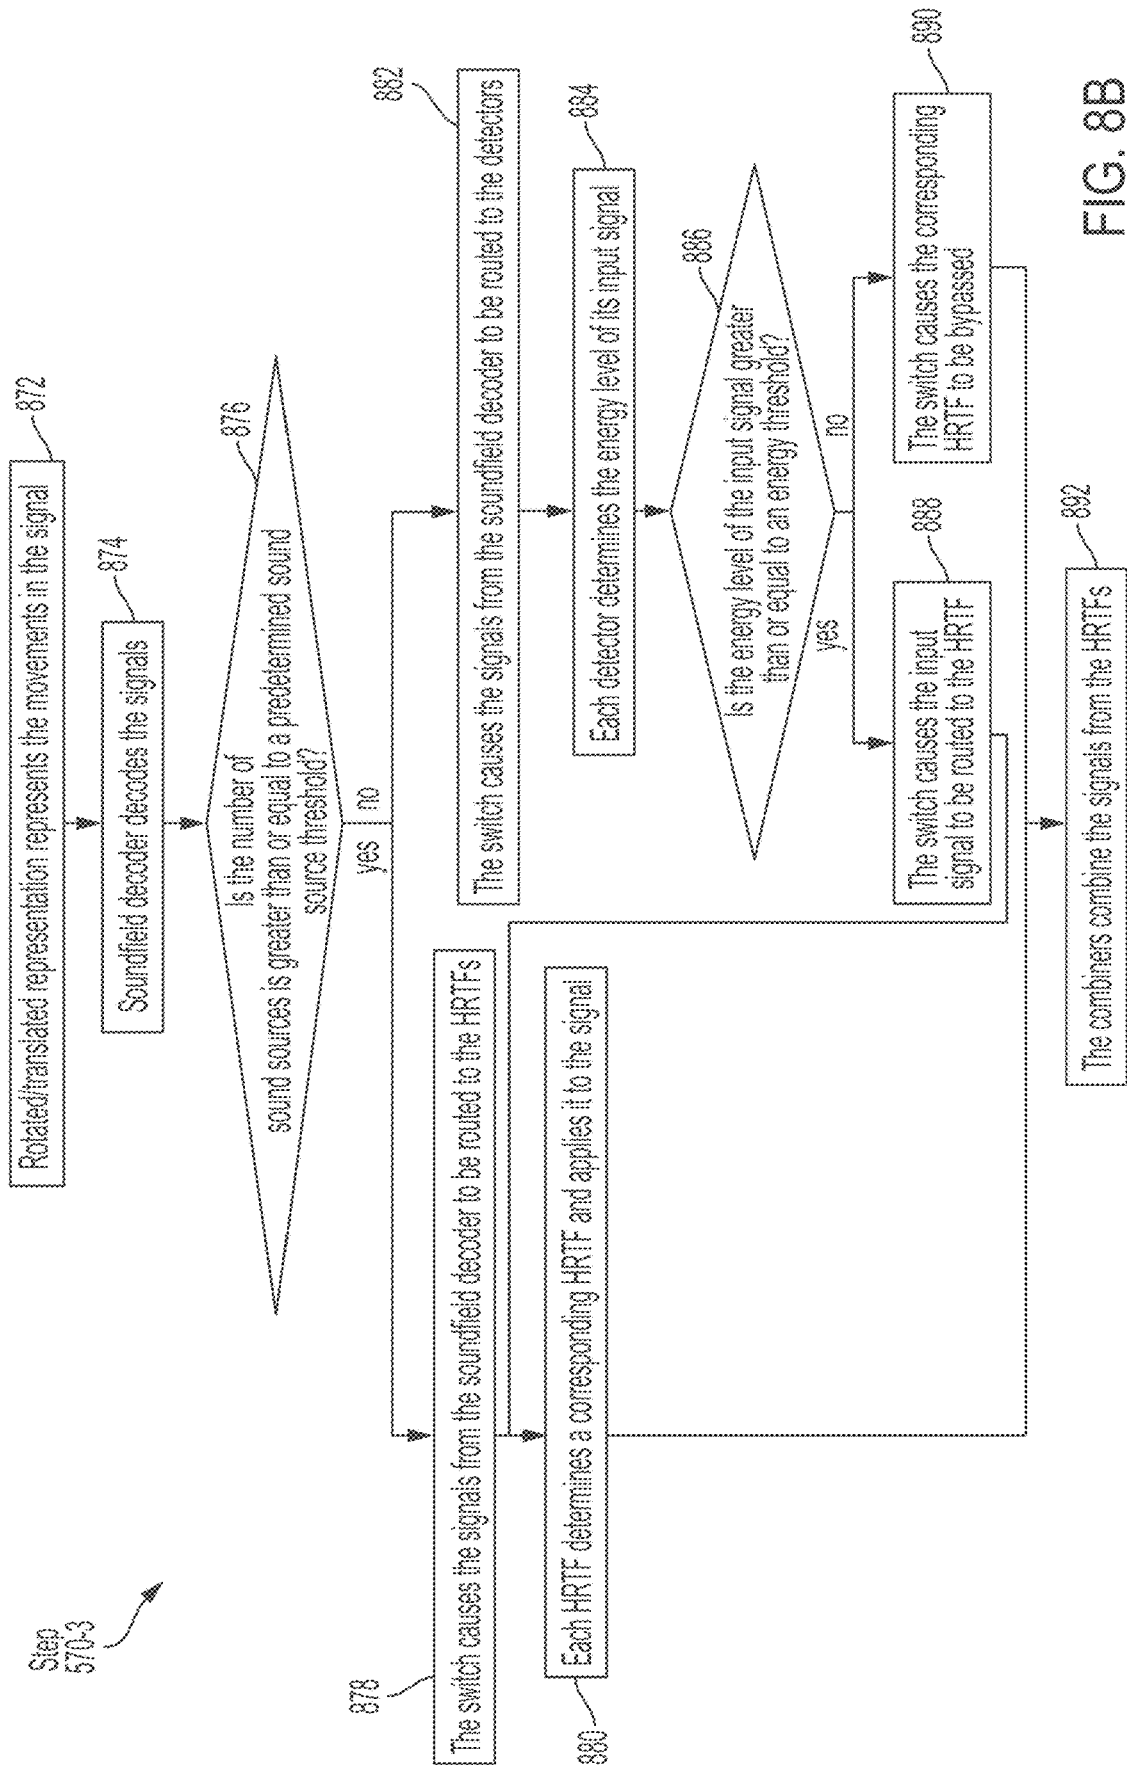 Step
570-3
Rotated/translated representation represents the movements in the signal
872
Soundfield decoder decodes the signals
874
Is the number of
sound sources is greater than or equal to a predetermined sound
source threshold?
876
yes
no
878
The switch causes the signals from the soundfield decoder to be routed to the HRTFs
880
Each HRTF determines a corresponding HRTF and applies it to the signal
The switch causes the signals from the soundfield decoder to be routed to the detectors
882
Each detector determines the energy level of its input signal
884
Is the energy level of the input signal greater
than or equal to an energy threshold?
886
yes
no
The switch causes the input
signal to be routed to the HRTF
888
The switch causes the corresponding
HRTF to be bypassed
890
The combiners combine the signals from the HRTFs
892
FIG. 8B